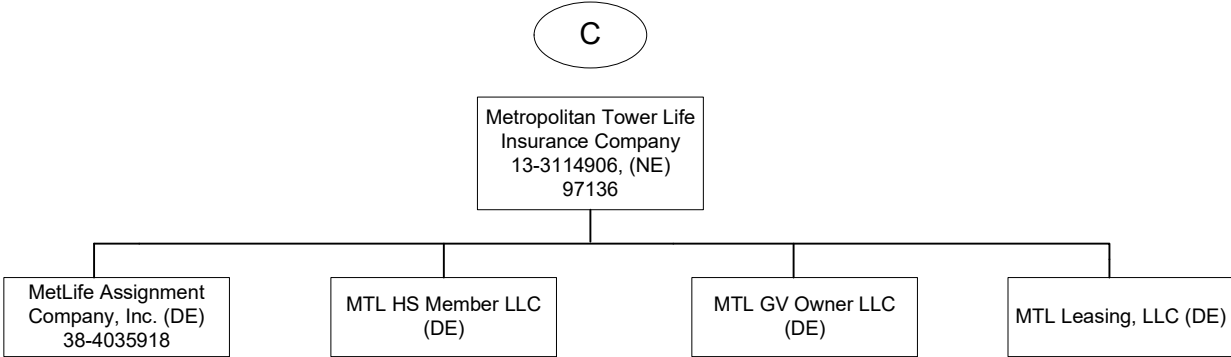 C
Metropolitan Tower Life
Insurance Company
13-3114906, (NE)
97136
MetLife Assignment
Company, Inc. (DE)
38-4035918
MTL HS Member LLC
(DE)
MTL GV Owner LLC
(DE)
MTL Leasing, LLC (DE)